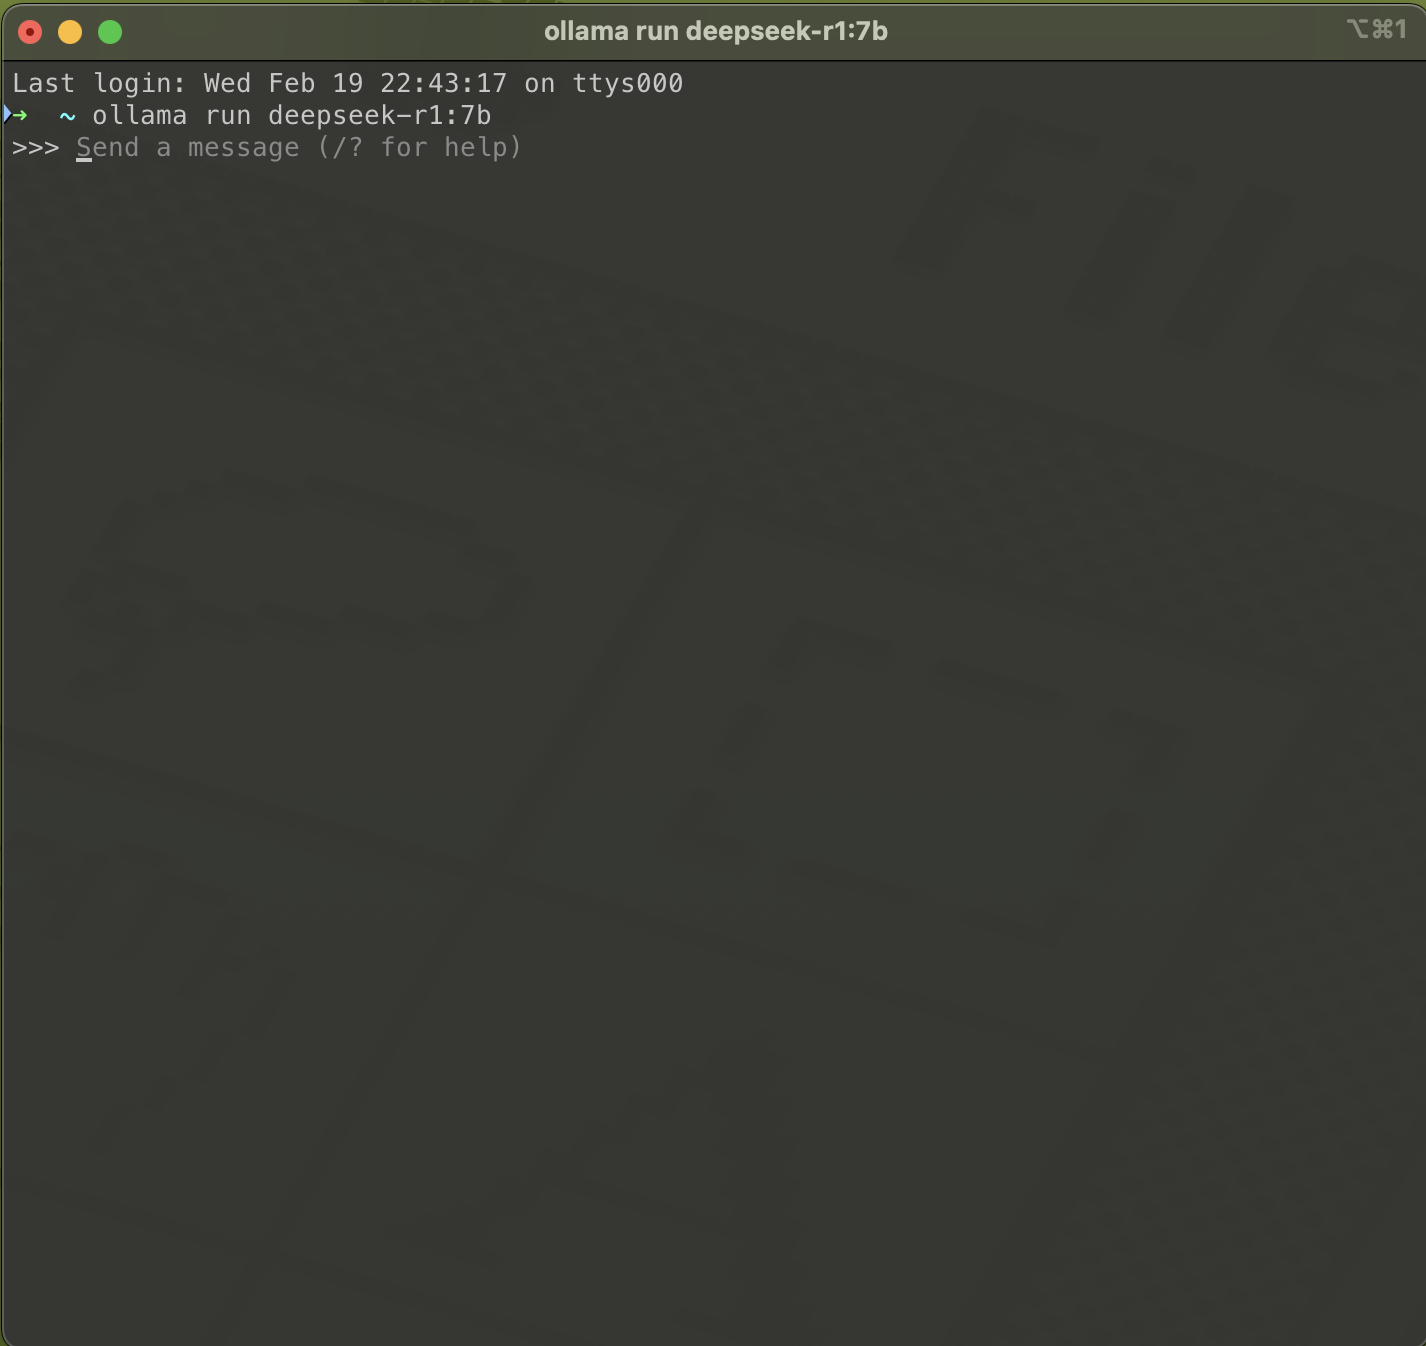 ollama run deepseek-r1:7b
⌥⌘1
Last login: Wed Feb 19 22:43:17 on ttys000
➜  ~ ollama run deepseek-r1:7b
>>> Send a message (/? for help)
File